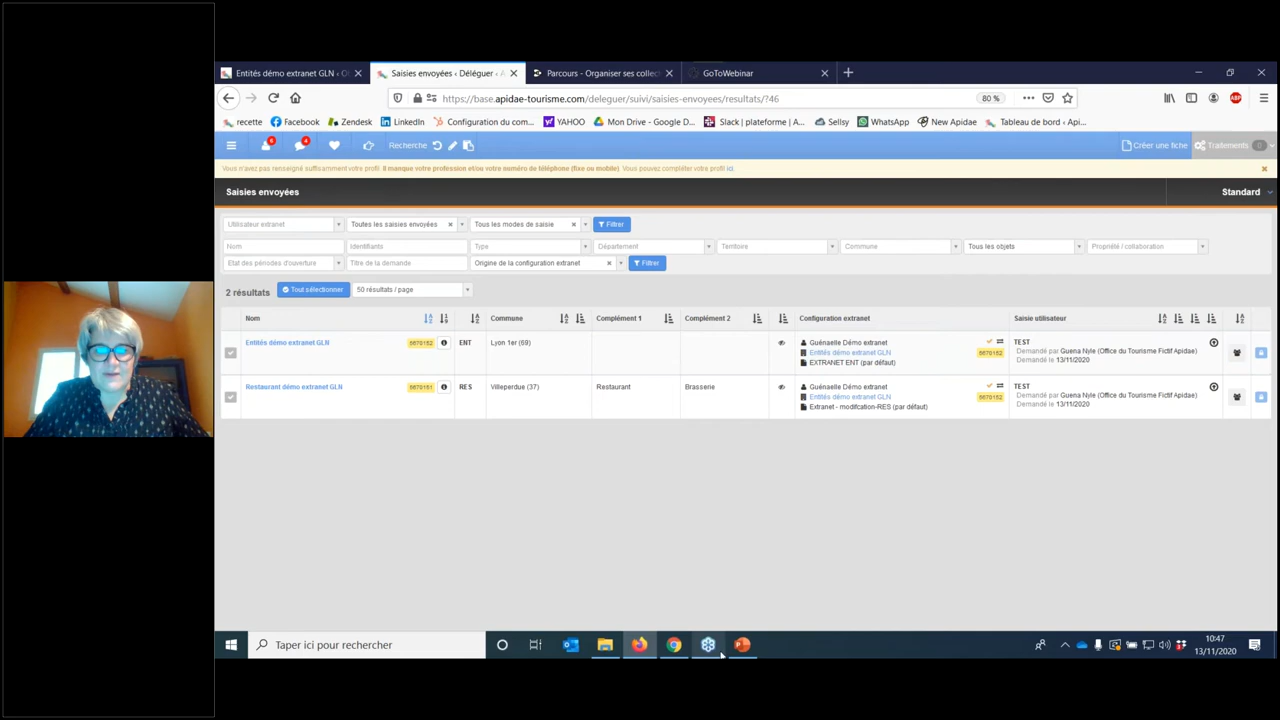 Entités démo extranet GLN ‹ O
Saisies envoyées ‹ Déléguer ‹ A
Parcours - Organiser ses collec
GoToWebinar
https://base.apidae-tourisme.com/deleguer/suivi/saisies-envoyees/resultats/?46
80 %
recette
Facebook
Zendesk
LinkedIn
Configuration du com...
YAHOO
Mon Drive - Google D...
Slack | plateforme | A...
Sellsy
WhatsApp
New Apidae
Tableau de bord ‹ Api...
Recherche
Créer une fiche
Traitements
Vous n'avez pas renseigné suffisamment votre profil. Il manque votre profession et/ou votre numéro de téléphone (fixe ou mobile). Vous pouvez compléter votre profil ici.
Saisies envoyées
Standard
Utilisateur extranet
Toutes les saisies envoyées
Tous les modes de saisie
Filtrer
Nom
Identifiants
Type
Département
Territoire
Commune
Tous les objets
Propriété / collaboration
Etat des périodes d'ouverture
Titre de la demande
Origine de la configuration extranet
Filtrer
2 résultats
Tout sélectionner
50 résultats / page
Nom
Commune
Complément 1
Complément 2
Configuration extranet
Saisie utilisateur
Entités démo extranet GLN
5670152
ENT
Lyon 1er (69)
Guénaelle Démo extranet
Entités démo extranet GLN
5670152
EXTRANET ENT (par défaut)
TEST
Demandé par Guena Nyle (Office du Tourisme Fictif Apidae)
Demandé le 13/11/2020
Restaurant démo extranet GLN
5670151
RES
Villeperdue (37)
Restaurant
Brasserie
Guénaelle Démo extranet
Entités démo extranet GLN
5670152
Extranet - modifcation-RES (par défaut)
TEST
Demandé par Guena Nyle (Office du Tourisme Fictif Apidae)
Demandé le 13/11/2020
Taper ici pour rechercher
10:47
13/11/2020